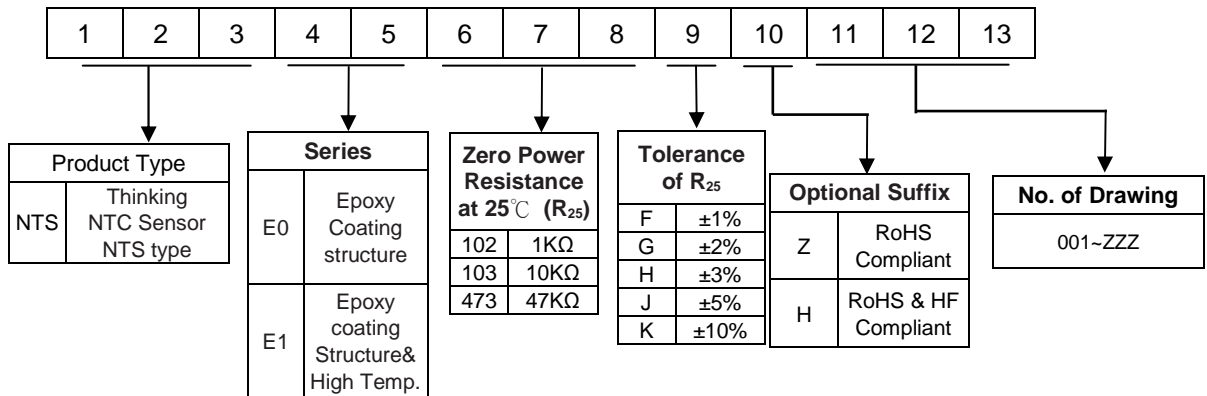 1 2 3 4 5 6 7 8 9 10 11 12 13
Product Type
NTS
Thinking
NTC Sensor
NTS type
Series
E0
Epoxy
Coating
structure
E1
Epoxy
coating
Structure&
High Temp.
Zero Power
Resistance
at 25℃ (R25)
102 1KΩ
103 10KΩ
473 47KΩ
Tolerance
of R25
F ±1%
G ±2%
H ±3%
J ±5%
K ±10%
Optional Suffix
Z
RoHS
Compliant
H
RoHS & HF
Compliant
No. of Drawing
001~ZZZ